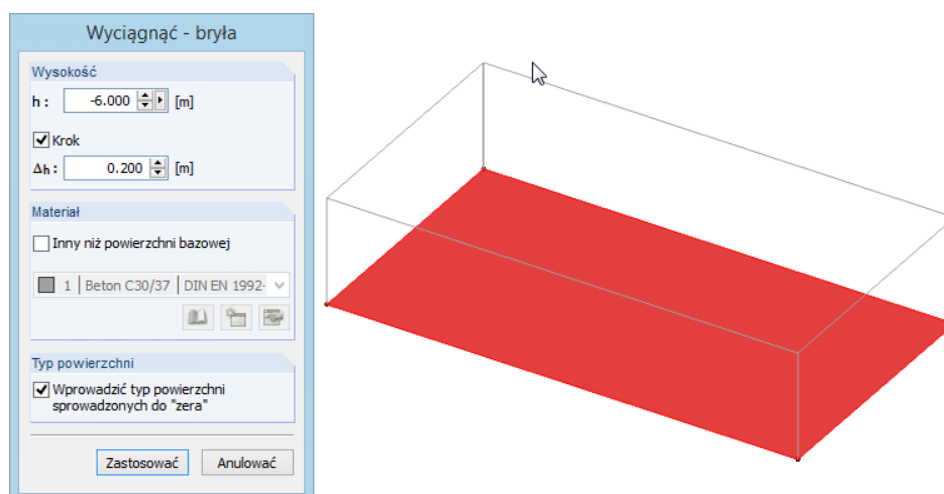 Wyciągnąć - bryła
Wysokość
h : -6.000 [m]
Krok
Δh : 0.200 [m]
Materiał
Inny niż powierzchni bazowej
1 Beton C30/37 DIN EN 1992-
Typ powierzchni
Wprowadzić typ powierzchni
sprowadzonych do "zera"
Zastosować Anulować